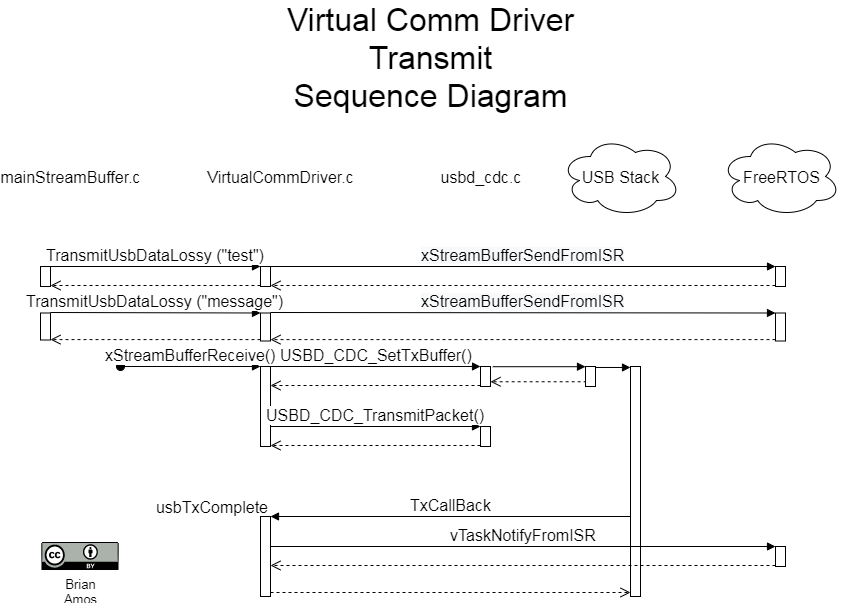 Virtual Comm Driver
Transmit
Sequence Diagram
mainStreamBuffer.c
VirtualCommDriver.c
usbd_cdc.c
USB Stack
FreeRTOS
TransmitUsbDataLossy ("test")
xStreamBufferSendFromISR
TransmitUsbDataLossy ("message")
xStreamBufferSendFromISR
xStreamBufferReceive()
USBD_CDC_SetTxBuffer()
USBD_CDC_TransmitPacket()
usbTxComplete
TxCallBack
vTaskNotifyFromISR
cc
BY
Brian
Amos